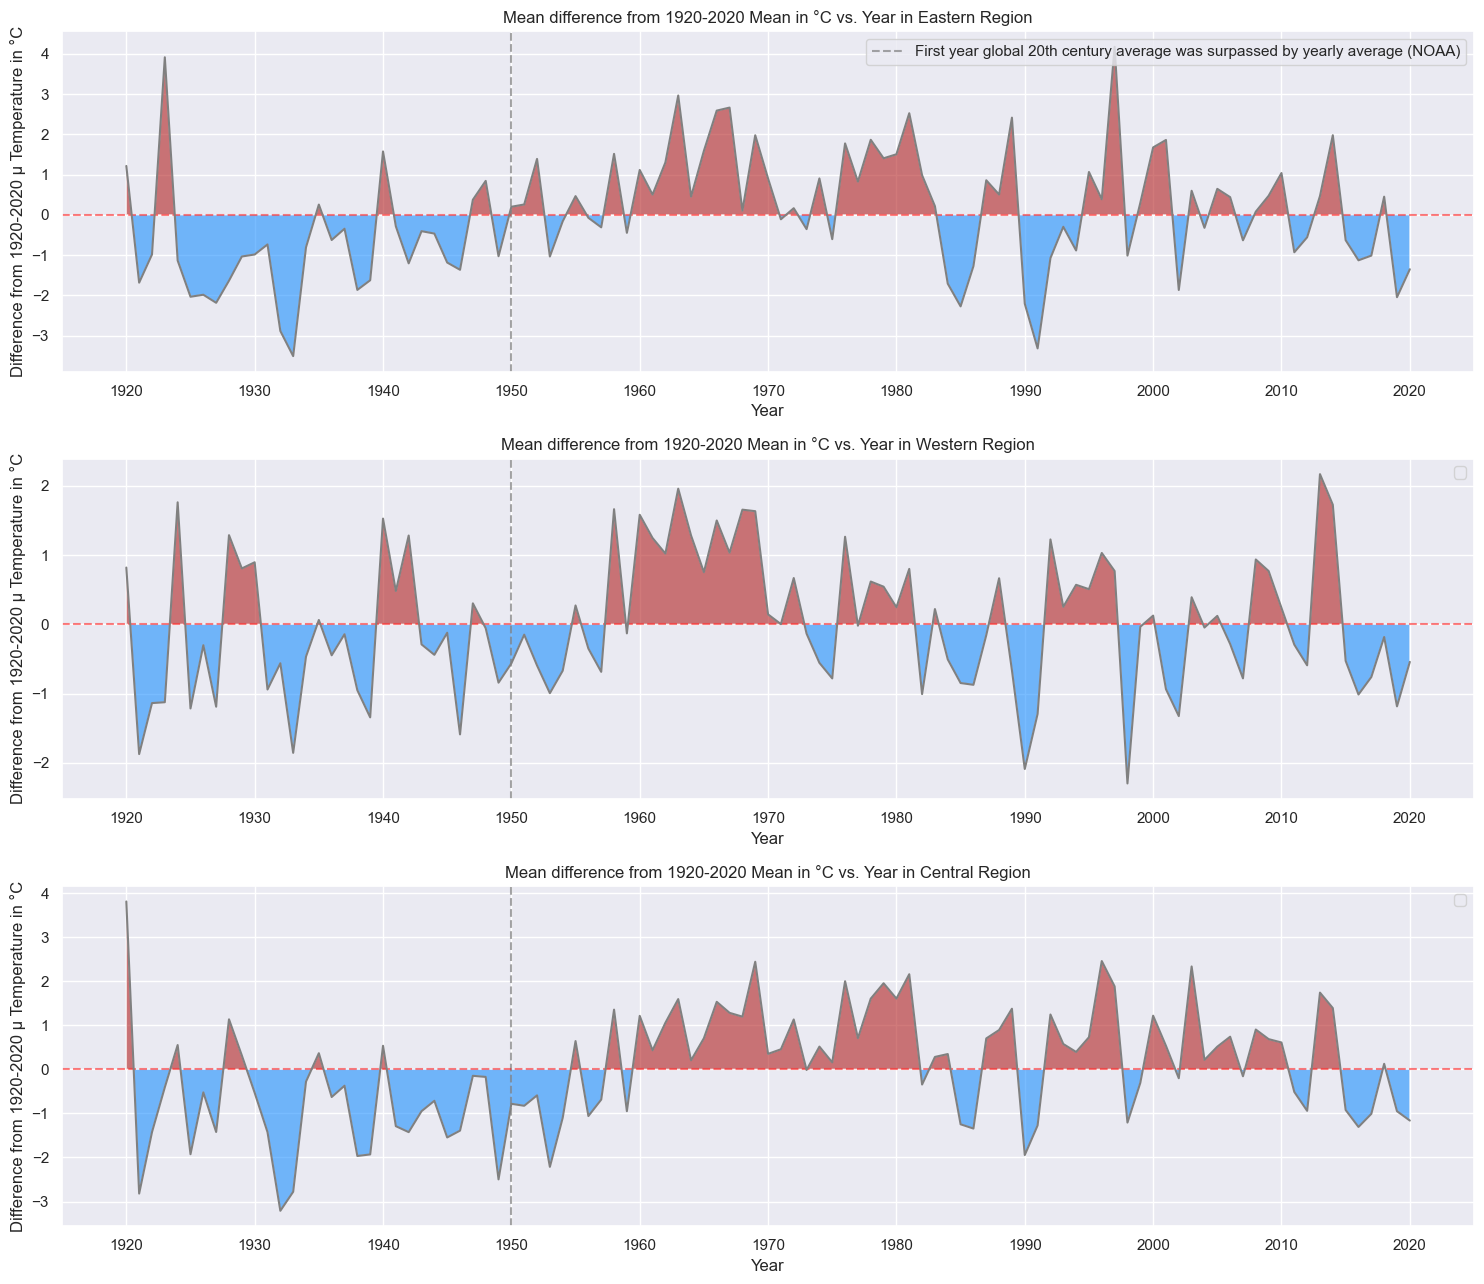 Mean difference from 1920-2020 Mean in °C vs. Year in Eastern Region
Difference from 1920-2020 μ Temperature in °C
First year global 20th century average was surpassed by yearly average (NOAA)
4
3
2
1
0
−1
−2
−3
1920 1930 1940 1950 1960 1970 1980 1990 2000 2010 2020
Year
Mean difference from 1920-2020 Mean in °C vs. Year in Western Region
Difference from 1920-2020 μ Temperature in °C
2
1
0
−1
−2
1920 1930 1940 1950 1960 1970 1980 1990 2000 2010 2020
Year
Mean difference from 1920-2020 Mean in °C vs. Year in Central Region
Difference from 1920-2020 μ Temperature in °C
4
3
2
1
0
−1
−2
−3
1920 1930 1940 1950 1960 1970 1980 1990 2000 2010 2020
Year